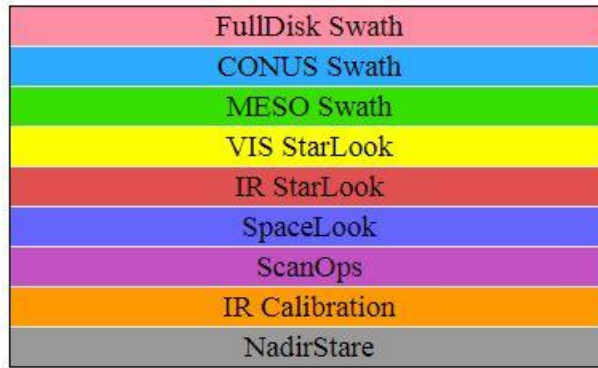 FullDisk Swath
CONUS Swath
MESO Swath
VIS StarLook
IR StarLook
SpaceLook
ScanOps
IR Calibration
NadirStare